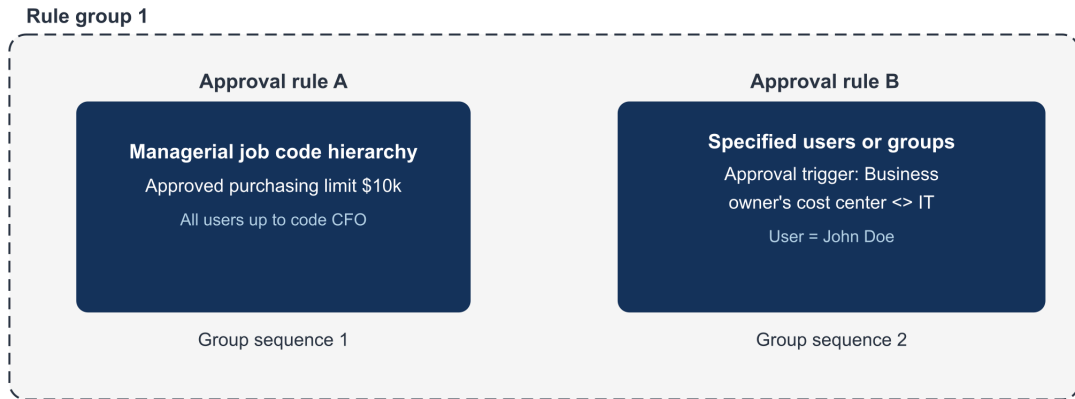 Rule group 1
Approval rule A
Managerial job code hierarchy
Approved purchasing limit $10k
All users up to code CFO
Group sequence 1
Approval rule B
Specified users or groups
Approval trigger: Business
owner's cost center <> IT
User = John Doe
Group sequence 2